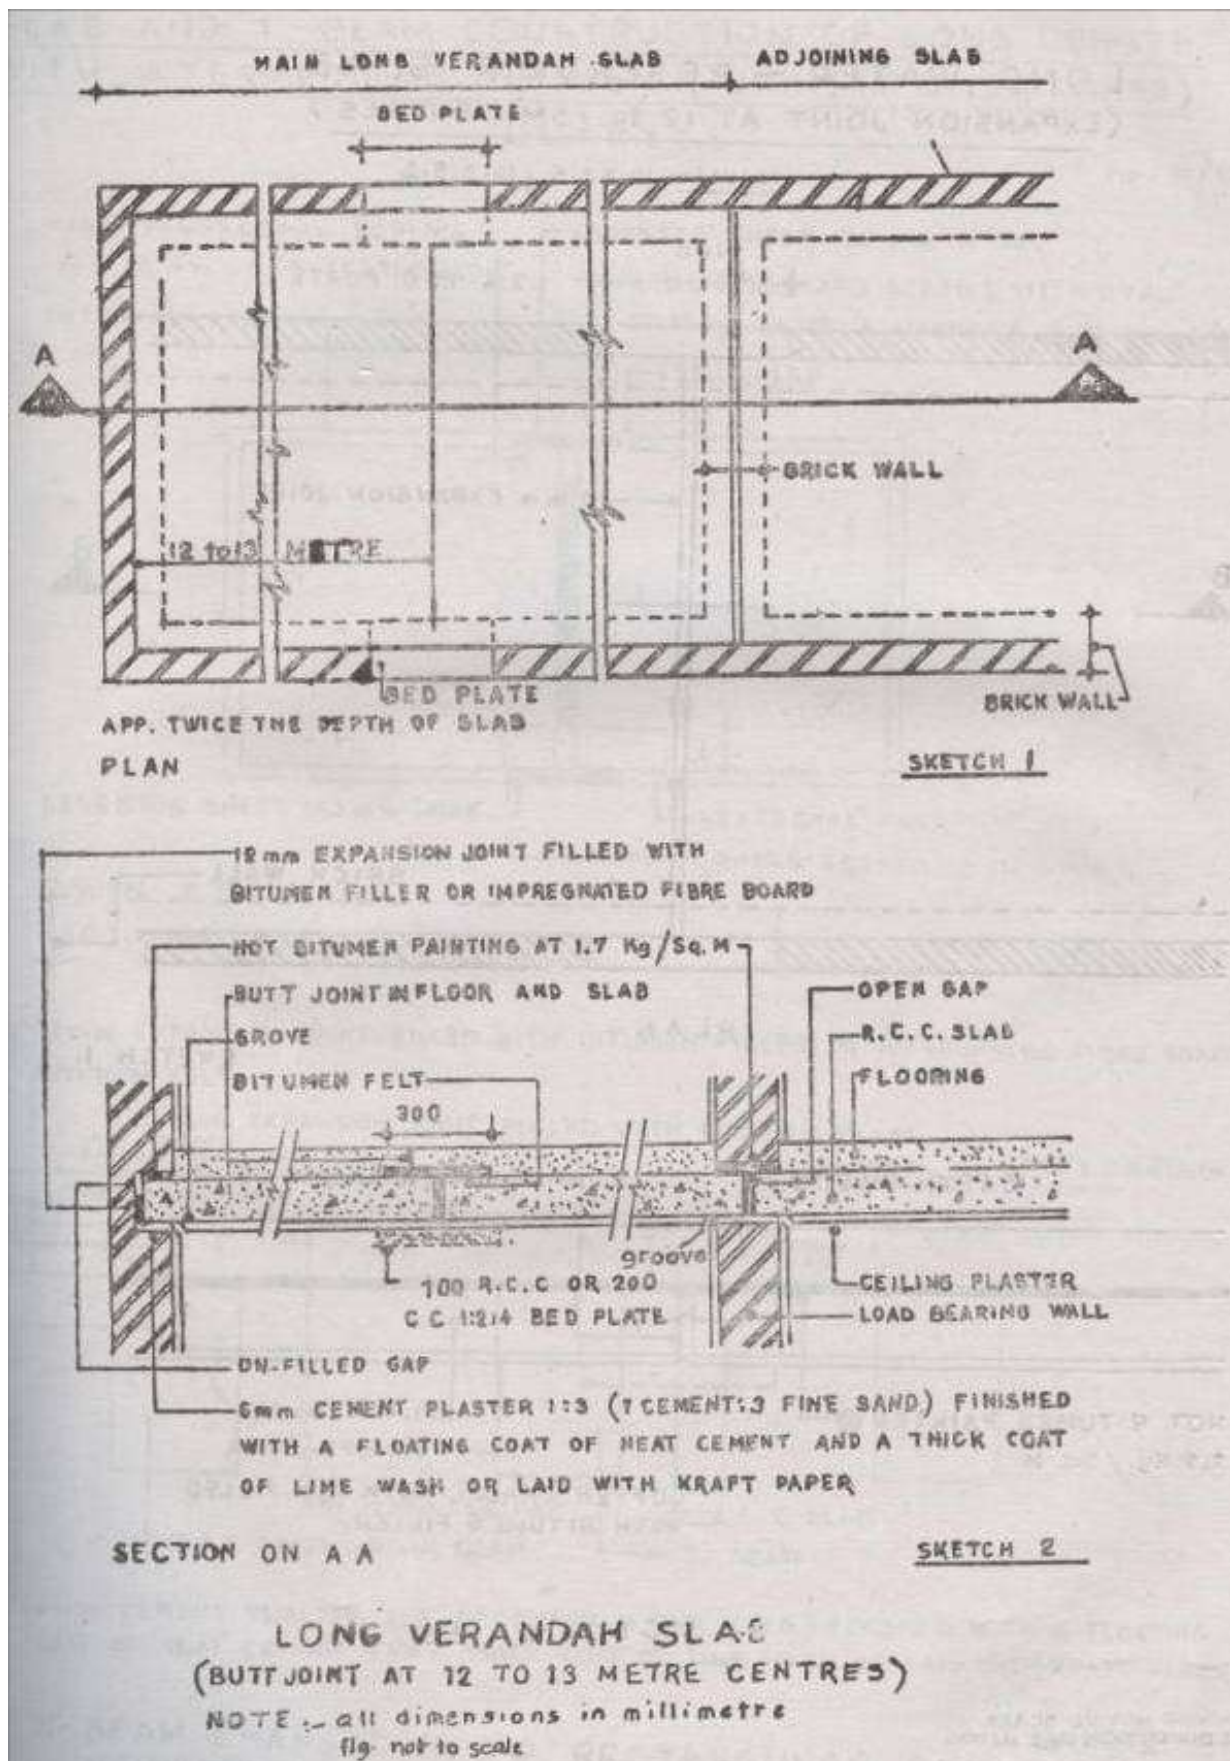 MAIN LONG VERANDAH SLAB
ADJOINING SLAB
BED PLATE
A
A
BRICK WALL
12 to 13 METRE
BED PLATE
BRICK WALL
APP. TWICE THE DEPTH OF SLAB
PLAN
SKETCH 1
12mm EXPANSION JOINT FILLED WITH
BITUMEN FILLER OR IMPREGNATED FIBRE BOARD
HOT BITUMEN PAINTING AT 1.7 Kg/Sq.M
BUTT JOINT IN FLOOR AND SLAB
OPEN GAP
GROVE
R.C.C. SLAB
BITUMEN FELT
FLOORING
300
groove
100 R.C.C OR 200
C C 1:2:4 BED PLATE
CEILING PLASTER
LOAD BEARING WALL
UN-FILLED GAP
6mm CEMENT PLASTER 1:3 (1 CEMENT:3 FINE SAND) FINISHED
WITH A FLOATING COAT OF NEAT CEMENT AND A THICK COAT
OF LIME WASH OR LAID WITH KRAFT PAPER
SECTION ON A A
SKETCH 2
LONG VERANDAH SLAB
(BUTT JOINT AT 12 TO 13 METRE CENTRES)
NOTE :- all dimensions in millimetre
fig. not to scale